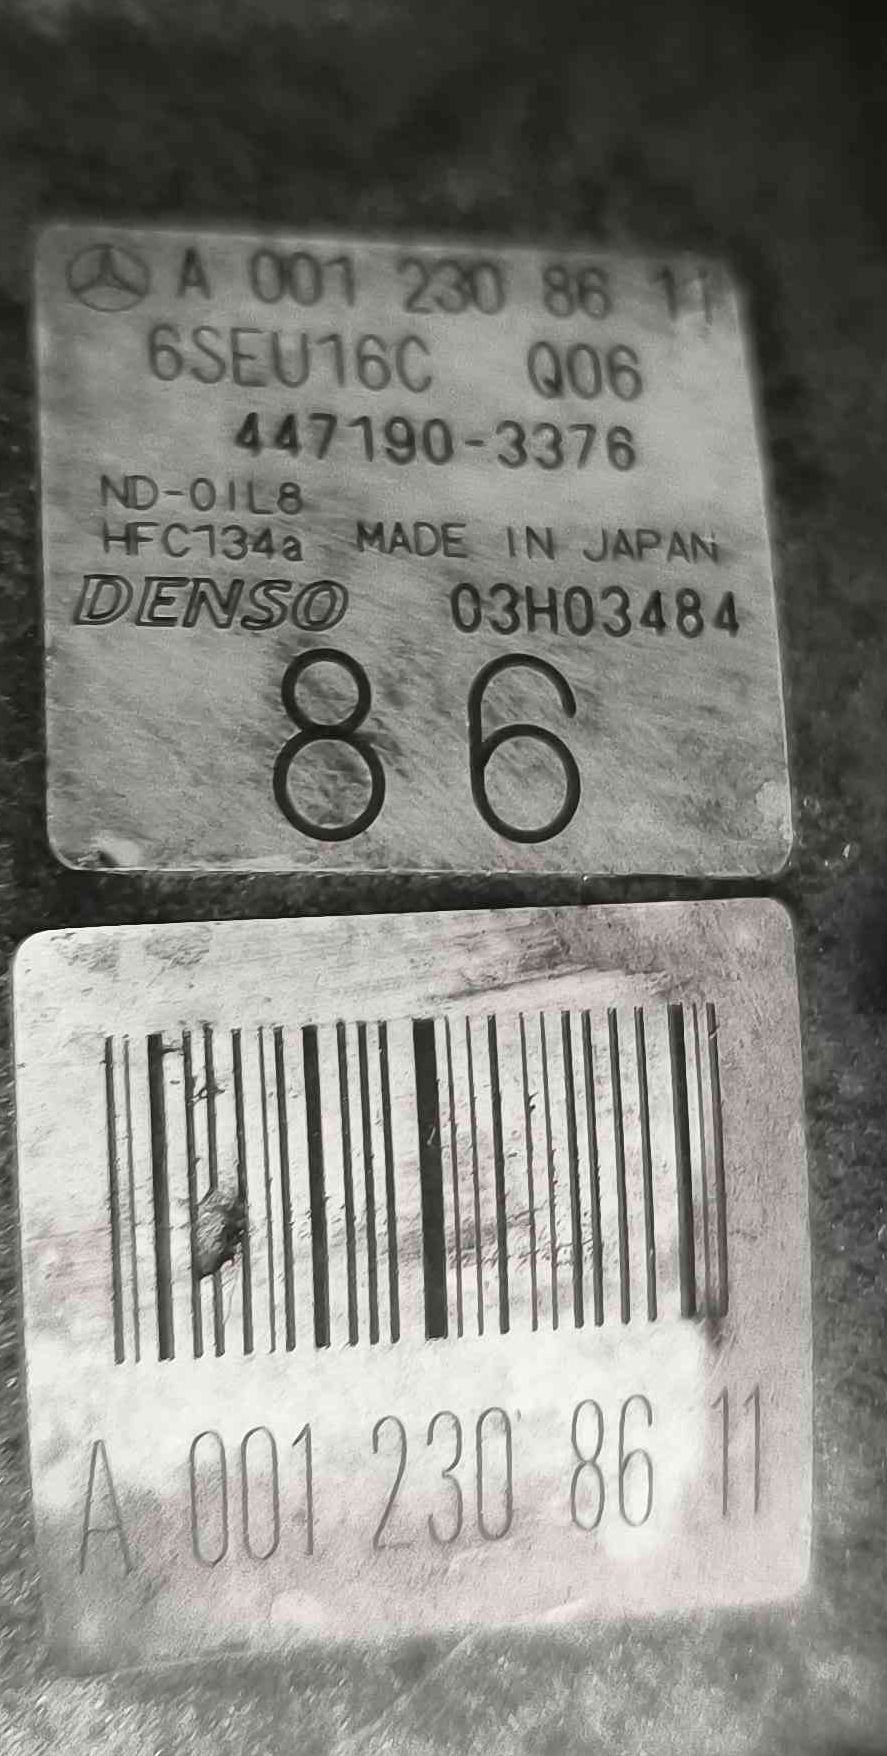 A 001 230 86 11
6SEU16C Q06
447190-3376
ND-OIL8
HFC134a MADE IN JAPAN
DENSO 03H03484
86
A 001 230 86 11